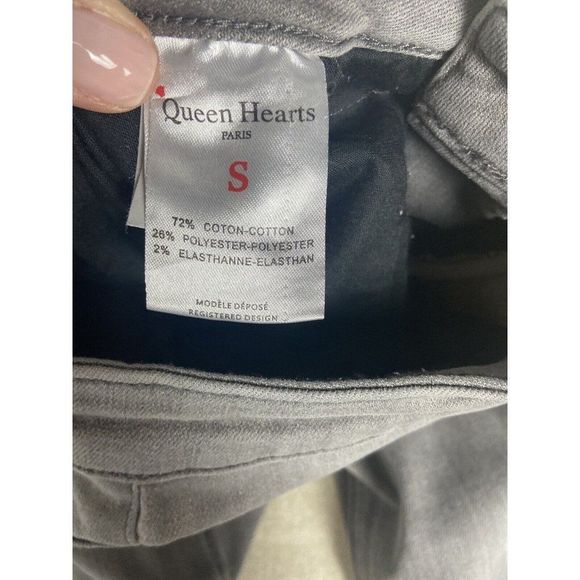 Queen Hearts
PARIS
S
72% COTON-COTTON
26% POLYESTER-POLYESTER
2% ELASTHANNE-ELASTHAN
MODÈLE DÉPOSÉ
REGISTERED DESIGN